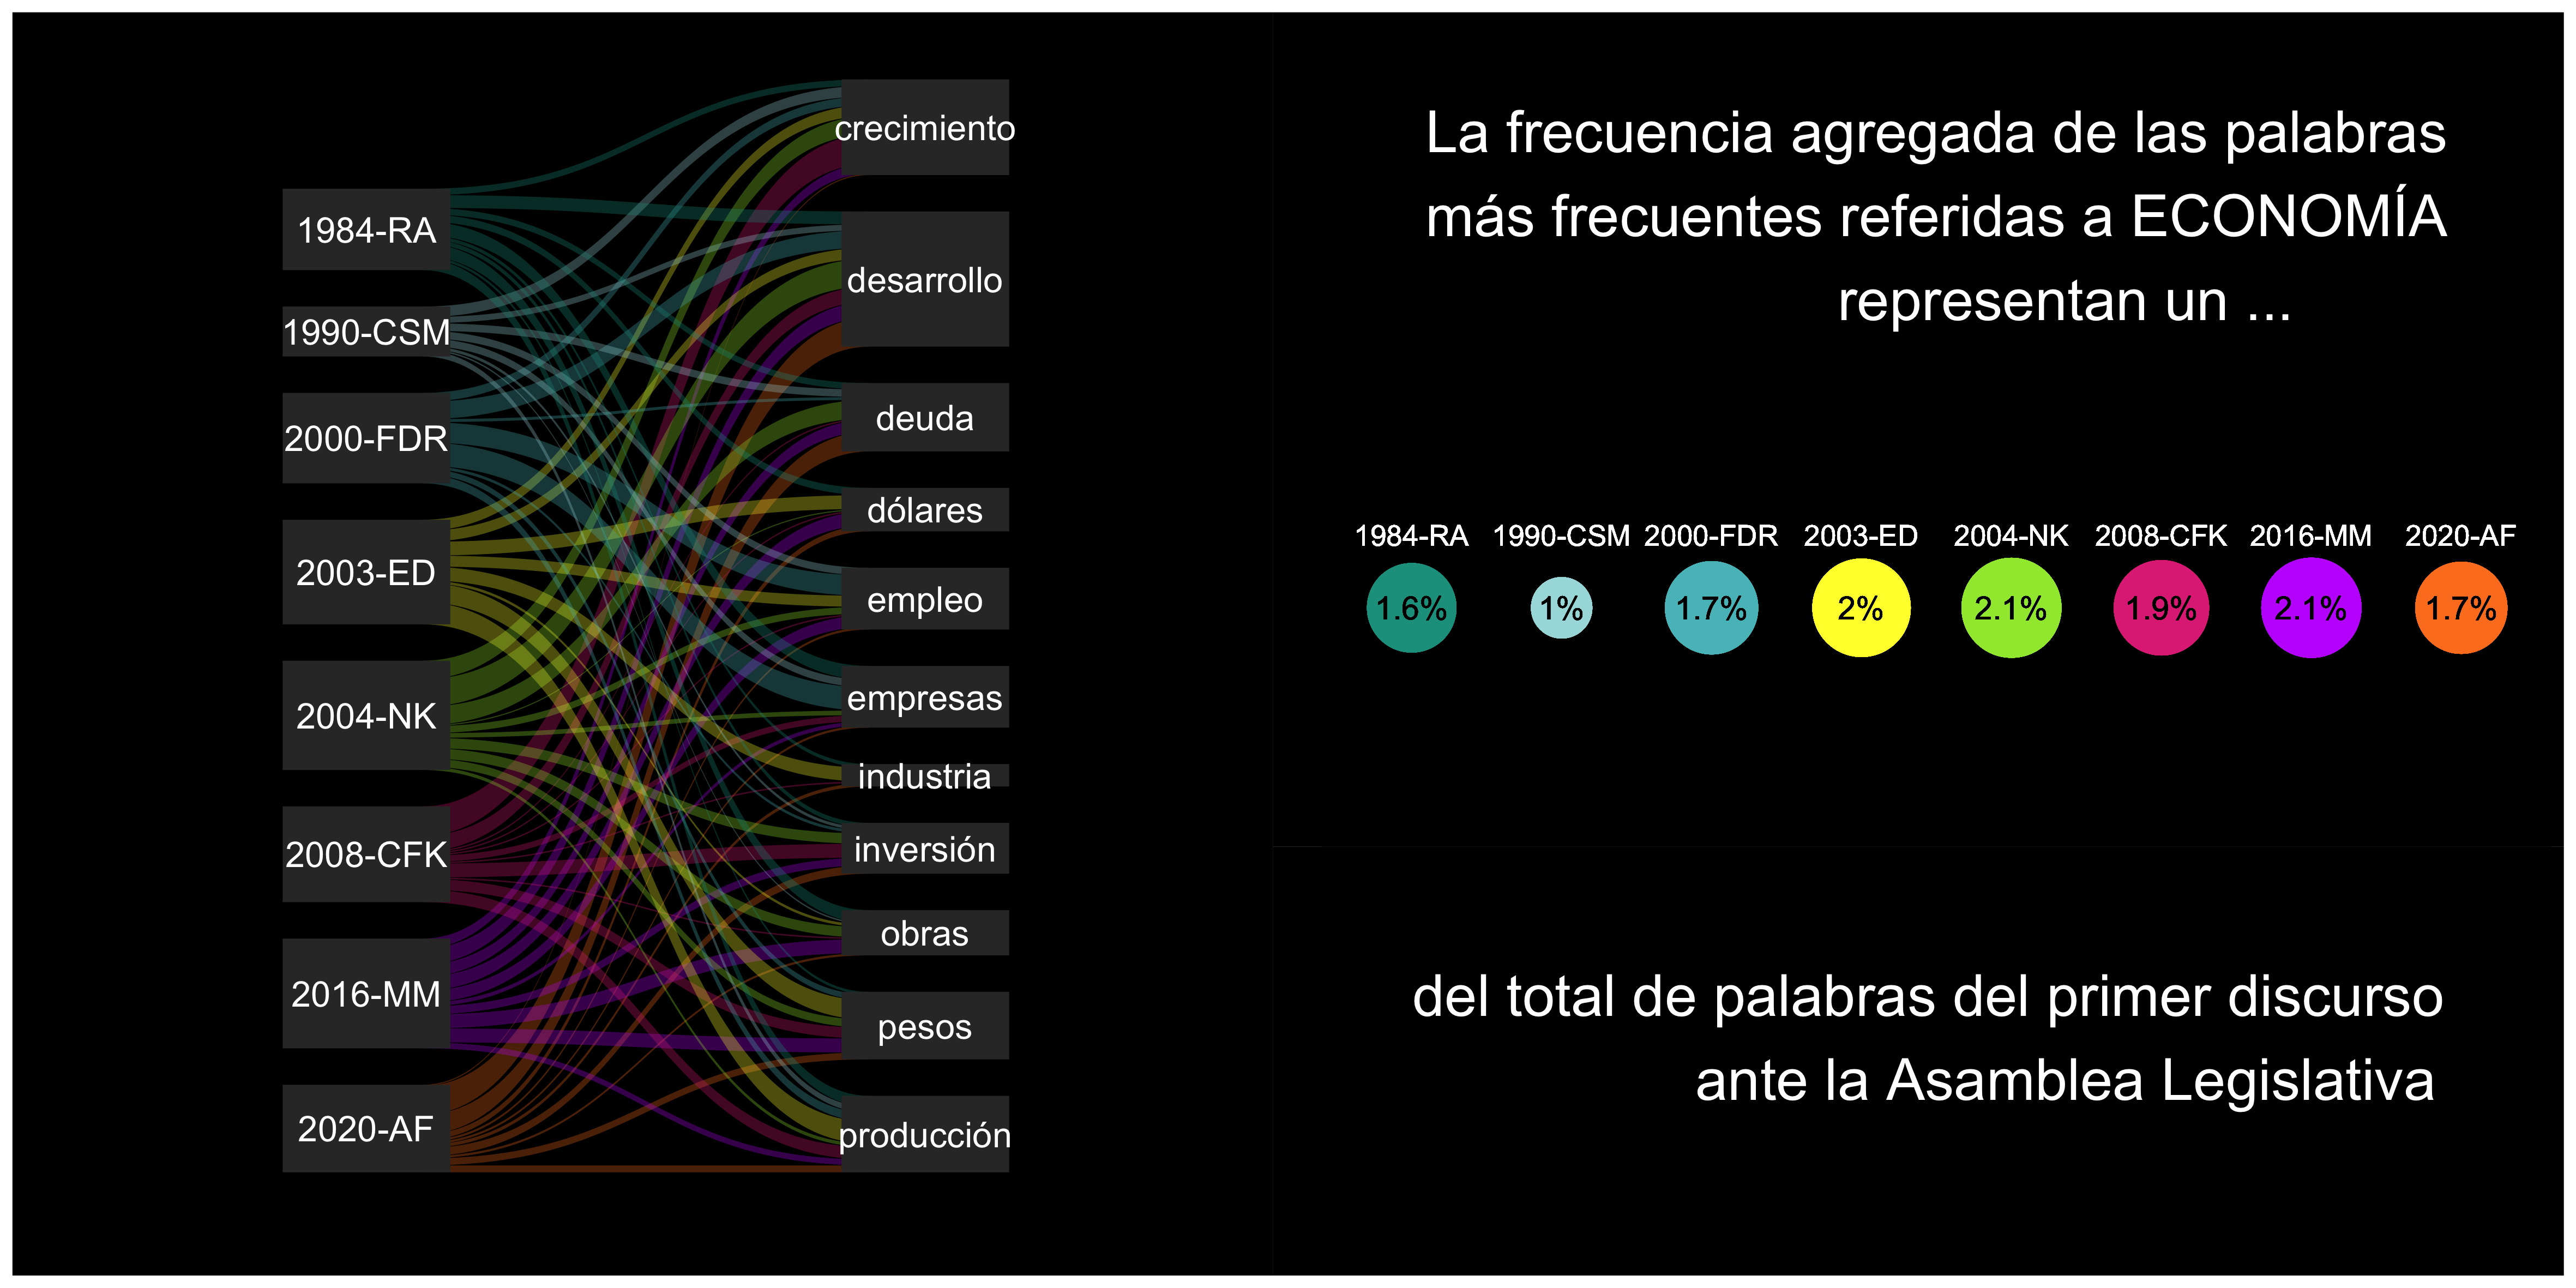 1984-RA
1990-CSM
2000-FDR
2003-ED
2004-NK
2008-CFK
2016-MM
2020-AF
crecimiento
desarrollo
deuda
dólares
empleo
empresas
industria
inversión
obras
pesos
producción
La frecuencia agregada de las palabras
más frecuentes referidas a ECONOMÍA
representan un ...
1984-RA 1990-CSM 2000-FDR 2003-ED 2004-NK 2008-CFK 2016-MM 2020-AF
1.6% 1% 1.7% 2% 2.1% 1.9% 2.1% 1.7%
del total de palabras del primer discurso
ante la Asamblea Legislativa